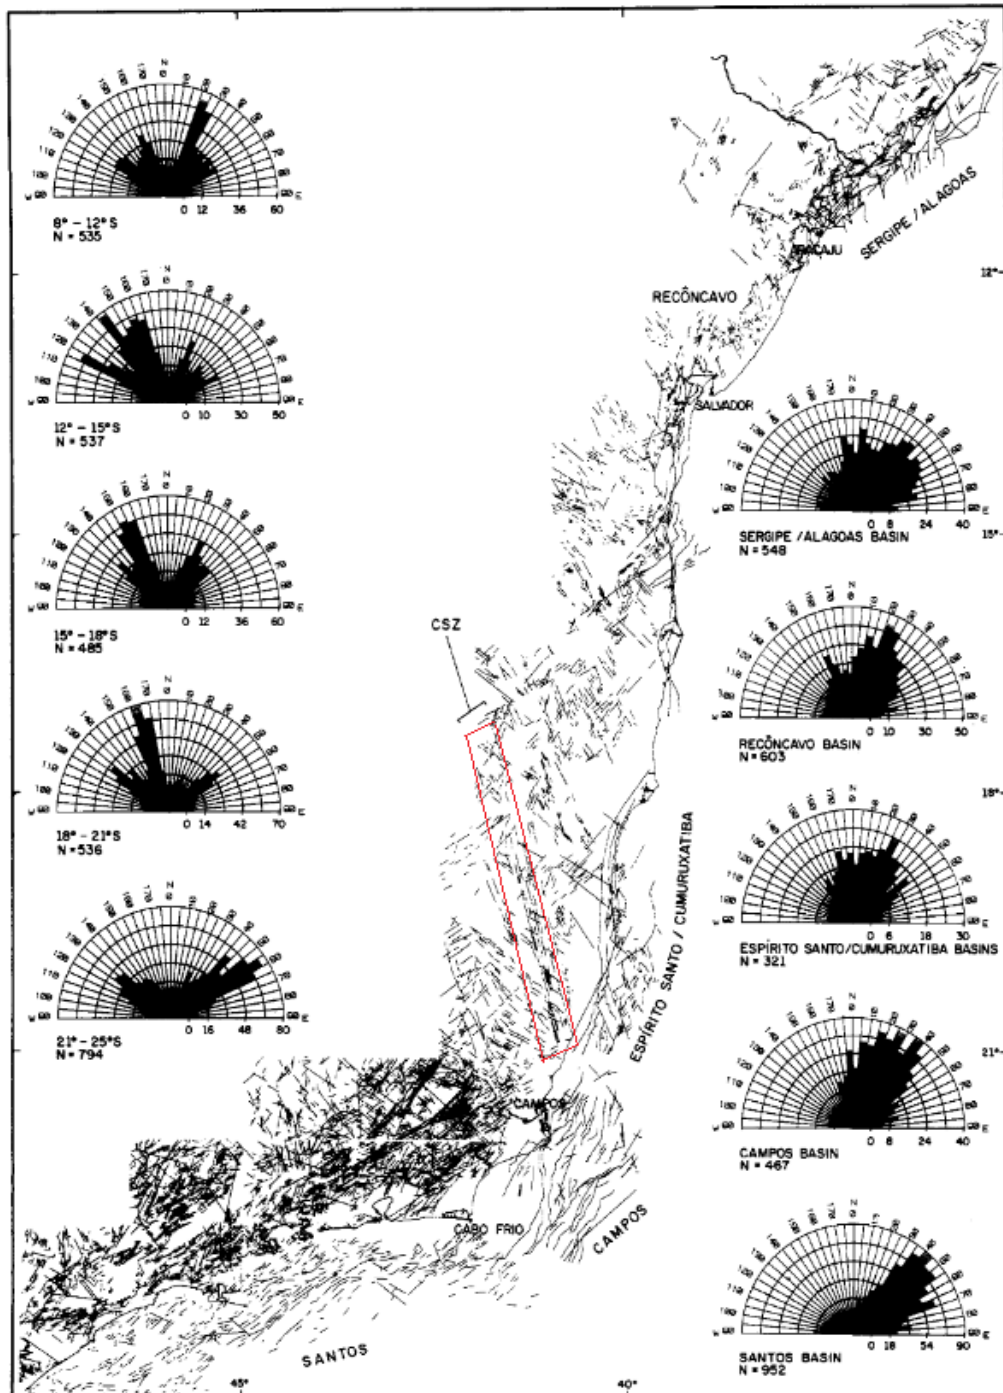 8° - 12°S
N = 535
0 12 36 60
12° - 15°S
N = 537
0 10 30 50
15° - 18°S
N = 485
0 12 36 60
18° - 21°S
N = 536
0 14 42 70
21° - 25°S
N = 794
0 16 48 80
SERGIPE / ALAGOAS
ARACAJU
12°
RECÔNCAVO
SALVADOR
15°
CSZ
18°
ESPÍRITO SANTO / CUMURUXATIBA
21°
CAMPOS
CABO FRIO
CAMPOS
SANTOS
45°
40°
0 8 24 40
SERGIPE / ALAGOAS BASIN
N = 548
0 10 30 50
RECÔNCAVO BASIN
N = 603
0 6 18 30
ESPÍRITO SANTO/CUMURUXATIBA BASINS
N = 321
0 8 24 40
CAMPOS BASIN
N = 467
0 18 54 90
SANTOS BASIN
N = 952